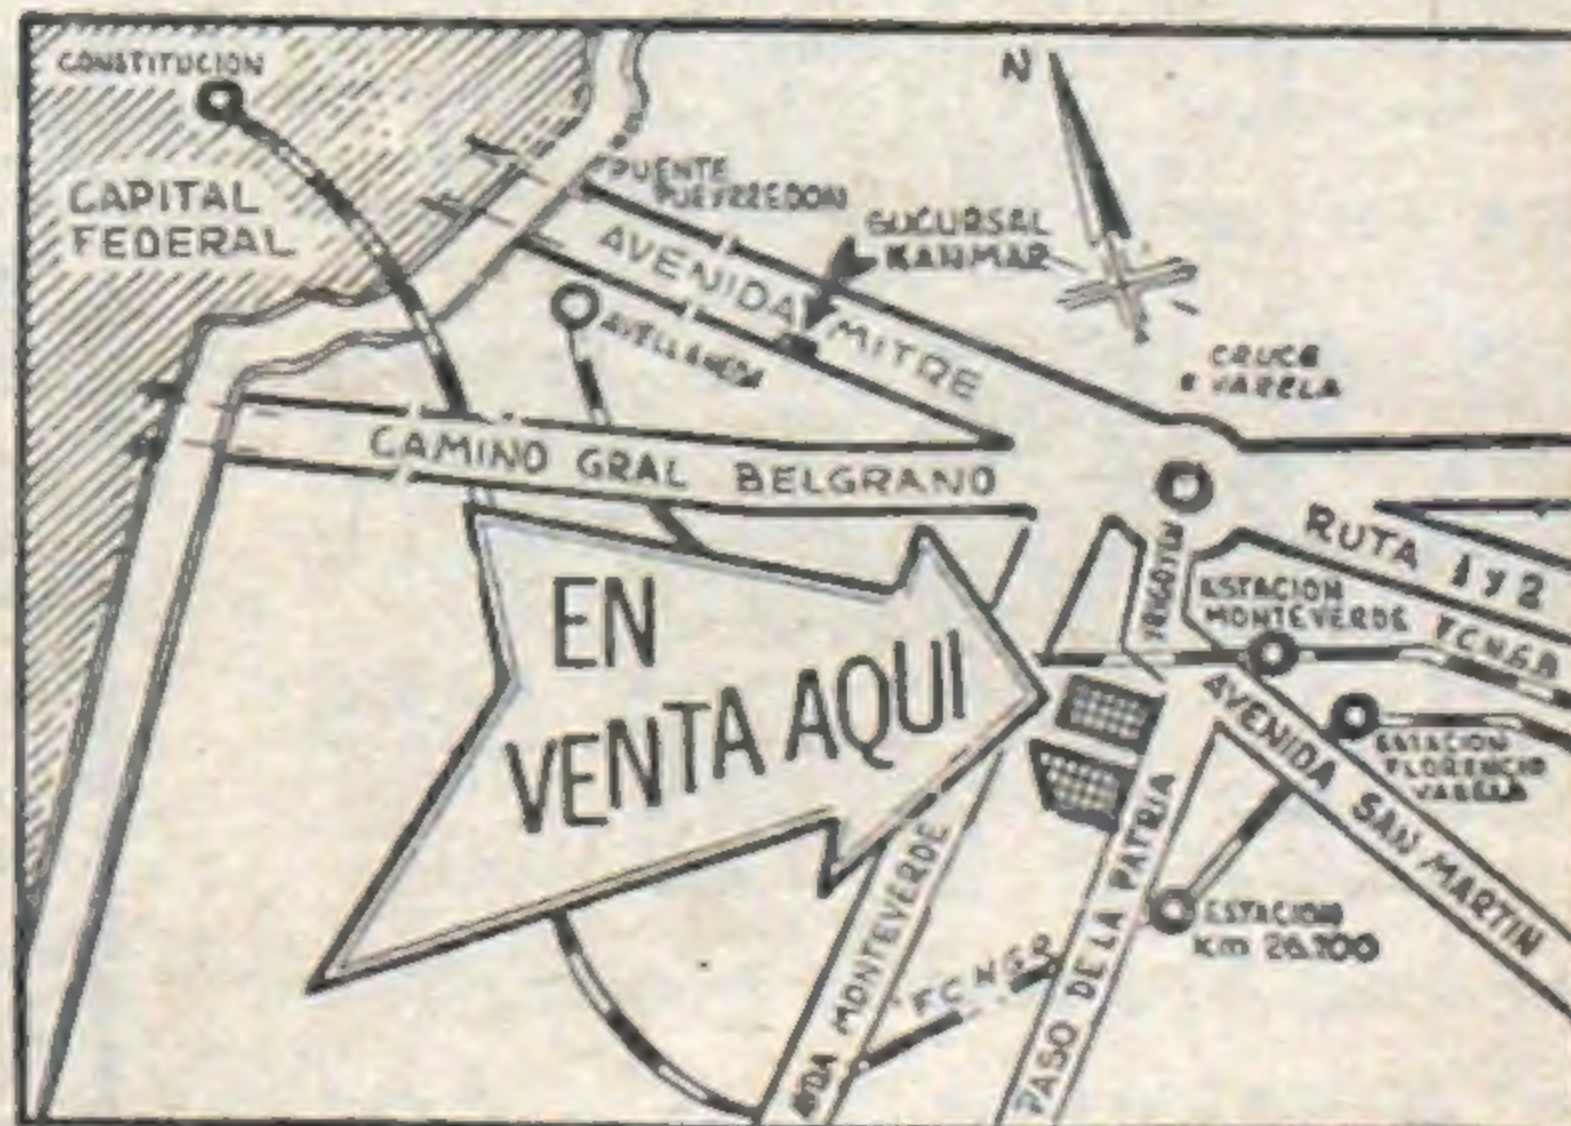 CONSTITUCION
N
CAPITAL
FEDERAL
PUENTE
PUEYRREDON
SUCURSAL
KANMAR
AVENIDA MITRE
AVELLANEDA
CRUCE
F VARELA
CAMINO GRAL BELGRANO
RUTA 1 y 2
YRIGOYEN
ESTACION
MONTEVERDE
F.C.N.G.R
EN
VENTA AQUI
AVENIDA SAN MARTIN
ESTACION
FLORENCIO
VARELA
AVDA MONTEVERDE
PASO DE LA PATRIA
ESTACION
Km 26.700
F C N G R